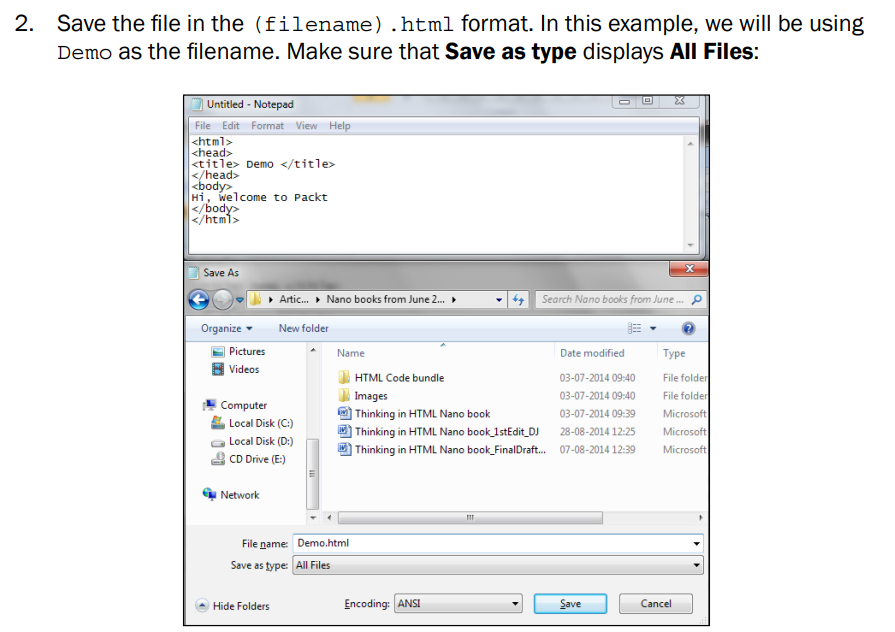 2. Save the file in the (filename).html format. In this example, we will be using
Demo as the filename. Make sure that Save as type displays All Files:
Untitled - Notepad
File Edit Format View Help
<html>
<head>
<title> Demo </title>
</head>
<body>
Hi, Welcome to Packt
</body>
</html>
Save As
Artic... Nano books from June 2... Search Nano books from June ...
Organize New folder
Pictures
Videos
Computer
Local Disk (C:)
Local Disk (D:)
CD Drive (E:)
Network
Name Date modified Type
HTML Code bundle 03-07-2014 09:40 File folder
Images 03-07-2014 09:40 File folder
Thinking in HTML Nano book 03-07-2014 09:39 Microsoft
Thinking in HTML Nano book_1stEdit_DJ 28-08-2014 12:25 Microsoft
Thinking in HTML Nano book_FinalDraft... 07-08-2014 12:39 Microsoft
File name: Demo.html
Save as type: All Files
Hide Folders Encoding: ANSI Save Cancel